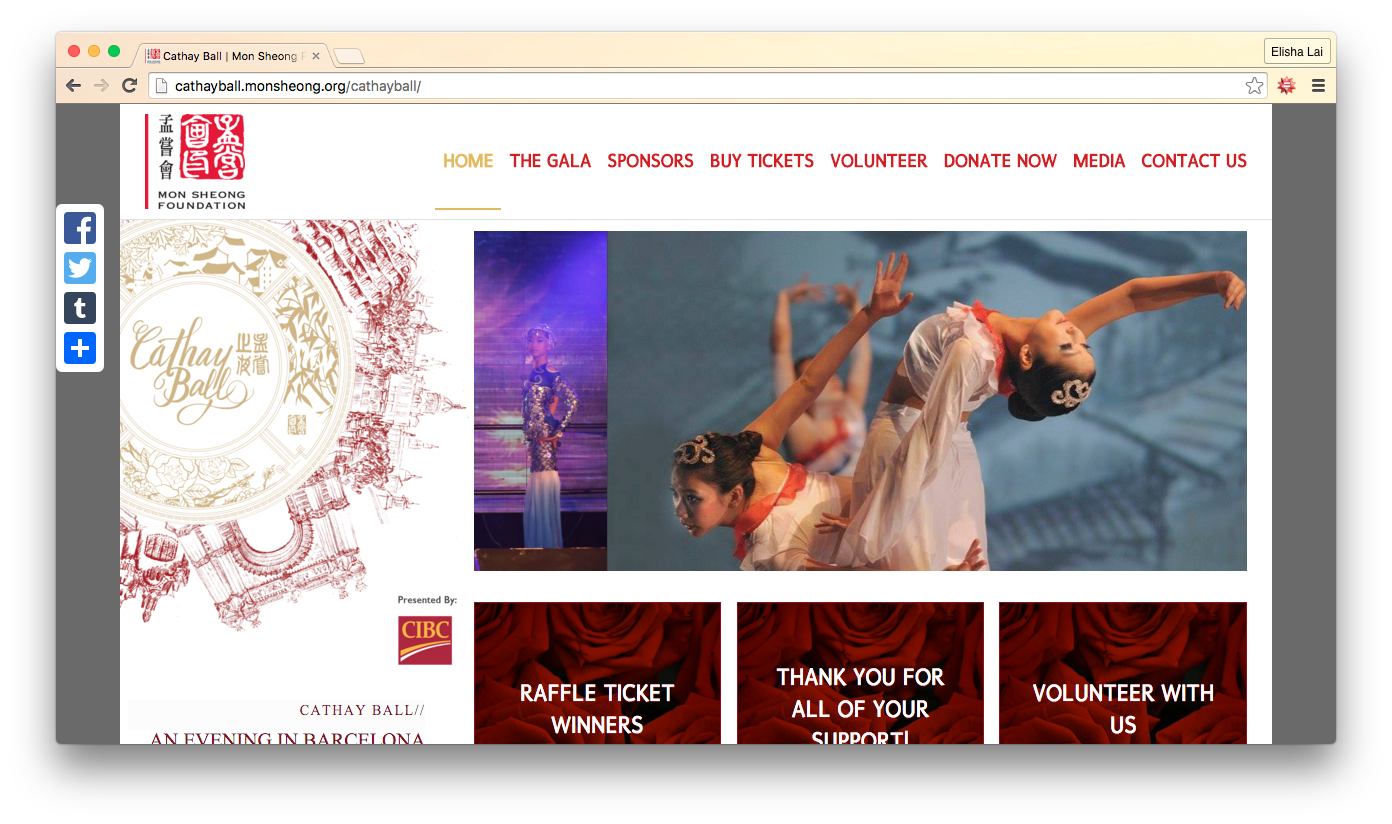 Cathay Ball | Mon Sheong F
Elisha Lai
cathayball.monsheong.org/cathayball/
孟嘗會
MON SHEONG
FOUNDATION
HOME THE GALA SPONSORS BUY TICKETS VOLUNTEER DONATE NOW MEDIA CONTACT US
Cathay
Ball
孟嘗
之夜
Presented By:
CIBC
CATHAY BALL//
AN EVENING IN BARCELONA
RAFFLE TICKET
WINNERS
THANK YOU FOR
ALL OF YOUR
SUPPORT!
VOLUNTEER WITH
US